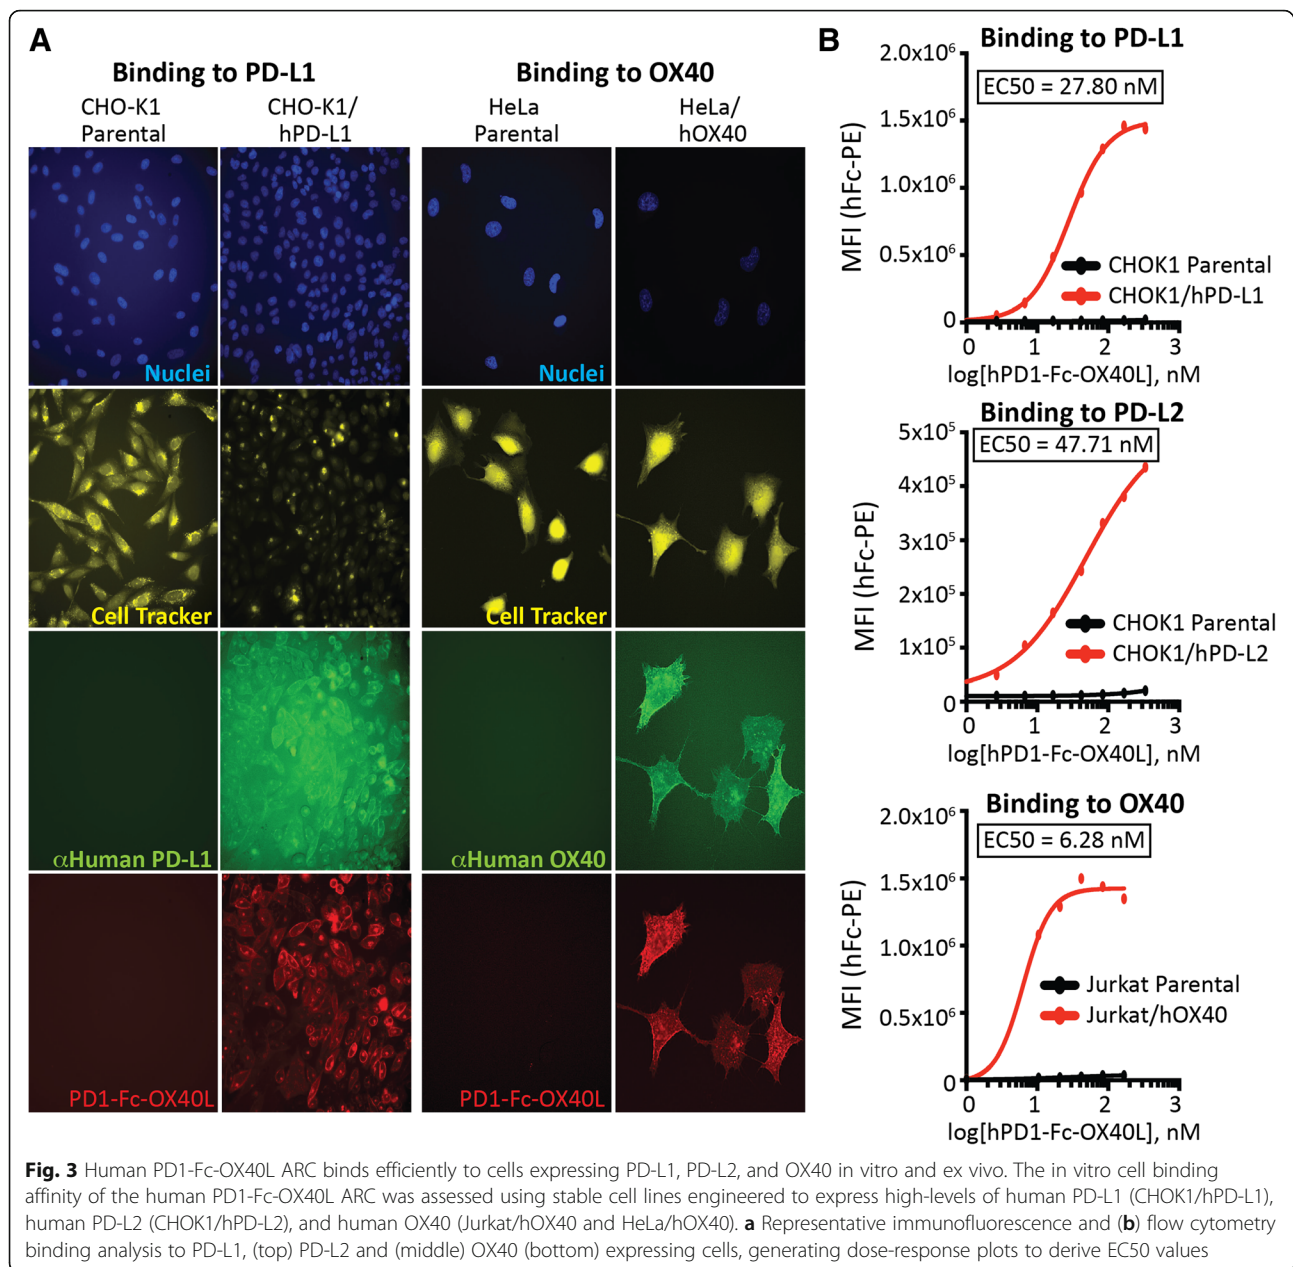 A
Binding to PD-L1
Binding to OX40
CHO-K1
Parental
CHO-K1/
hPD-L1
HeLa
Parental
HeLa/
hOX40
Nuclei
Nuclei
Cell Tracker
Cell Tracker
αHuman PD-L1
αHuman OX40
PD1-Fc-OX40L
PD1-Fc-OX40L
B
Binding to PD-L1
2.0x10⁶
EC50 = 27.80 nM
1.5x10⁶
1.0x10⁶
0.5x10⁶
0
MFI (hFc-PE)
CHOK1 Parental
CHOK1/hPD-L1
0 1 2 3
log[hPD1-Fc-OX40L], nM
Binding to PD-L2
5x10⁵
EC50 = 47.71 nM
4x10⁵
3x10⁵
2x10⁵
1x10⁵
0
MFI (hFc-PE)
CHOK1 Parental
CHOK1/hPD-L2
0 1 2 3
log[hPD1-Fc-OX40L], nM
Binding to OX40
2.0x10⁶
EC50 = 6.28 nM
1.5x10⁶
1.0x10⁶
0.5x10⁶
0
MFI (hFc-PE)
Jurkat Parental
Jurkat/hOX40
0 1 2 3
log[hPD1-Fc-OX40L], nM
Fig. 3 Human PD1-Fc-OX40L ARC binds efficiently to cells expressing PD-L1, PD-L2, and OX40 in vitro and ex vivo. The in vitro cell binding
affinity of the human PD1-Fc-OX40L ARC was assessed using stable cell lines engineered to express high-levels of human PD-L1 (CHOK1/hPD-L1),
human PD-L2 (CHOK1/hPD-L2), and human OX40 (Jurkat/hOX40 and HeLa/hOX40). a Representative immunofluorescence and (b) flow cytometry
binding analysis to PD-L1, (top) PD-L2 and (middle) OX40 (bottom) expressing cells, generating dose-response plots to derive EC50 values